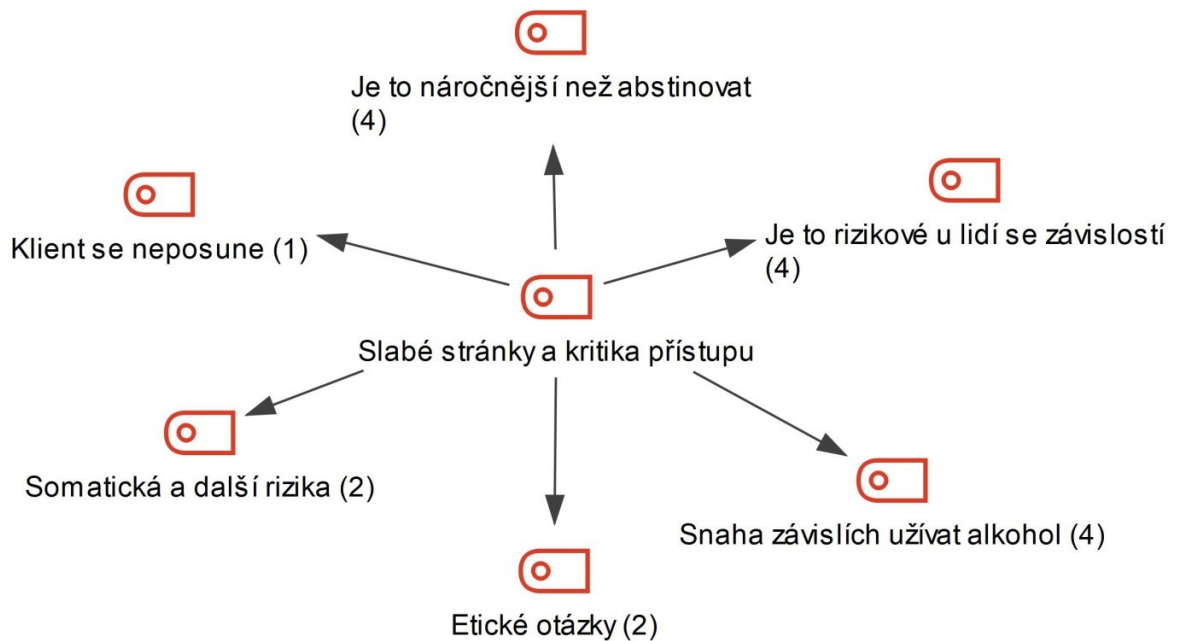 Je to náročnější než abstinovat
(4)
Klient se neposune (1)
Je to rizikové u lidí se závislostí
(4)
Slabé stránky a kritika přístupu
Somatická a další rizika (2)
Snaha závislích užívat alkohol (4)
Etické otázky (2)